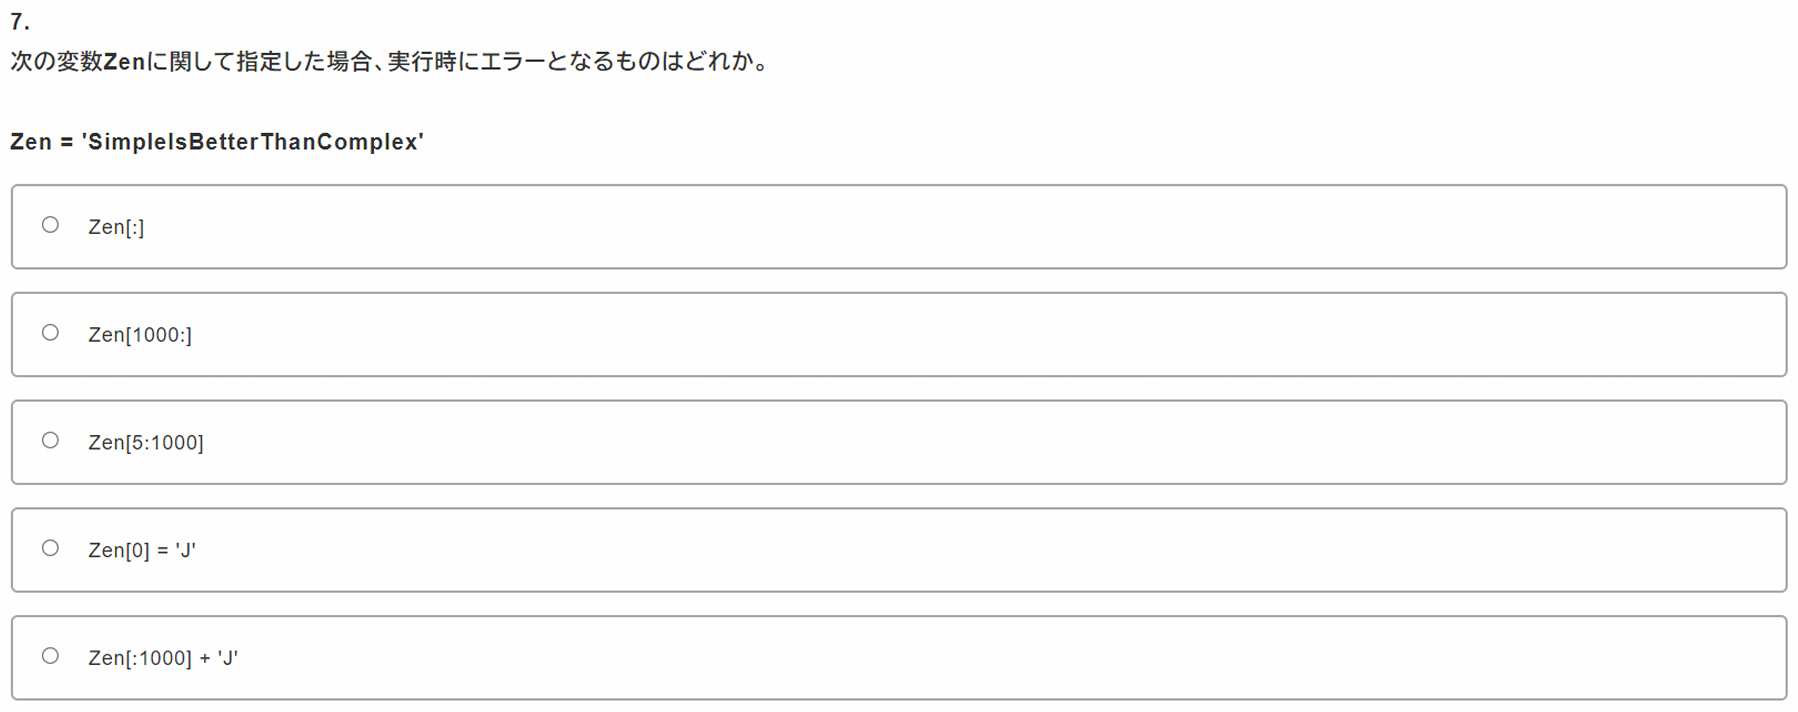 7.
次の変数Zenに関して指定した場合、実行時にエラーとなるものはどれか。
Zen = 'SimpleIsBetterThanComplex'
Zen[:]
Zen[1000:]
Zen[5:1000]
Zen[0] = 'J'
Zen[:1000] + 'J'